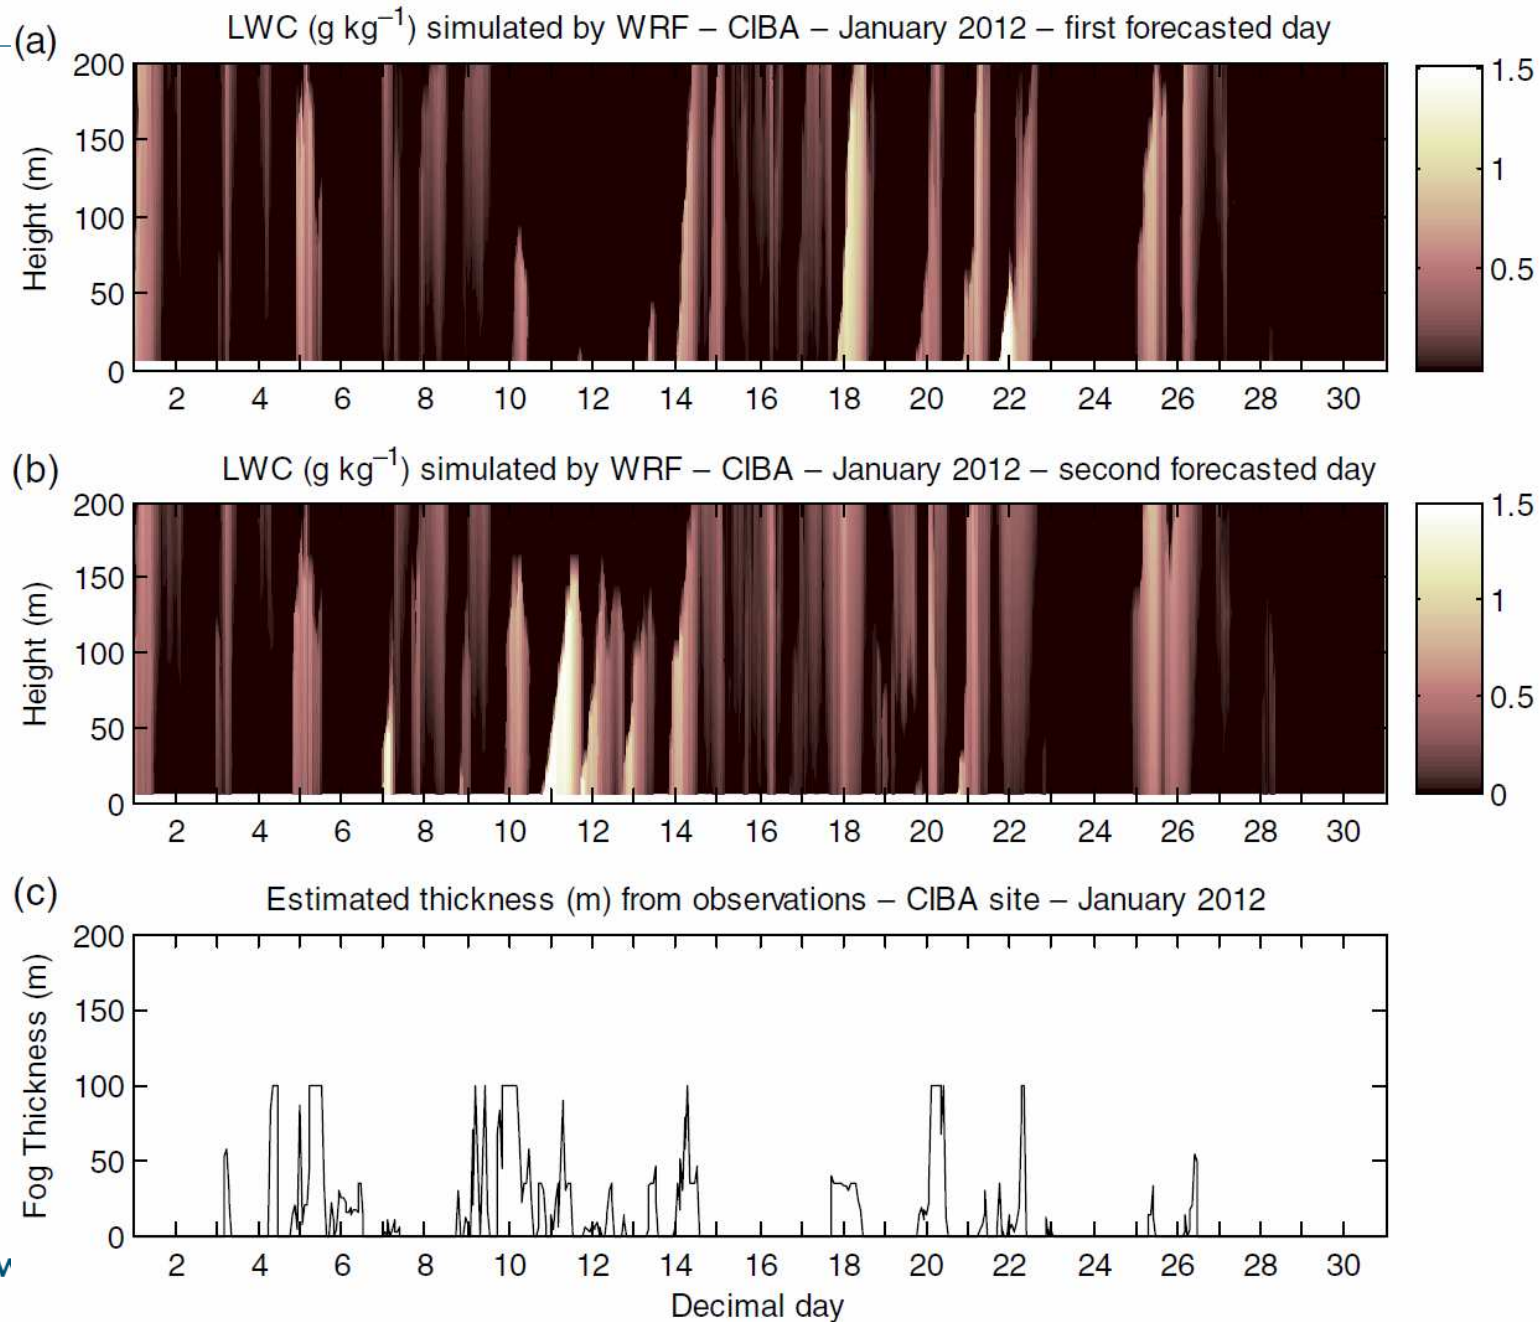 (a)
LWC (g kg⁻¹) simulated by WRF – CIBA – January 2012 – first forecasted day
Height (m)
200
150
100
50
0
2 4 6 8 10 12 14 16 18 20 22 24 26 28 30
1.5
1
0.5
(b)
LWC (g kg⁻¹) simulated by WRF – CIBA – January 2012 – second forecasted day
Height (m)
200
150
100
50
0
2 4 6 8 10 12 14 16 18 20 22 24 26 28 30
1.5
1
0.5
0
(c)
Estimated thickness (m) from observations – CIBA site – January 2012
Fog Thickness (m)
200
150
100
50
0
2 4 6 8 10 12 14 16 18 20 22 24 26 28 30
Decimal day